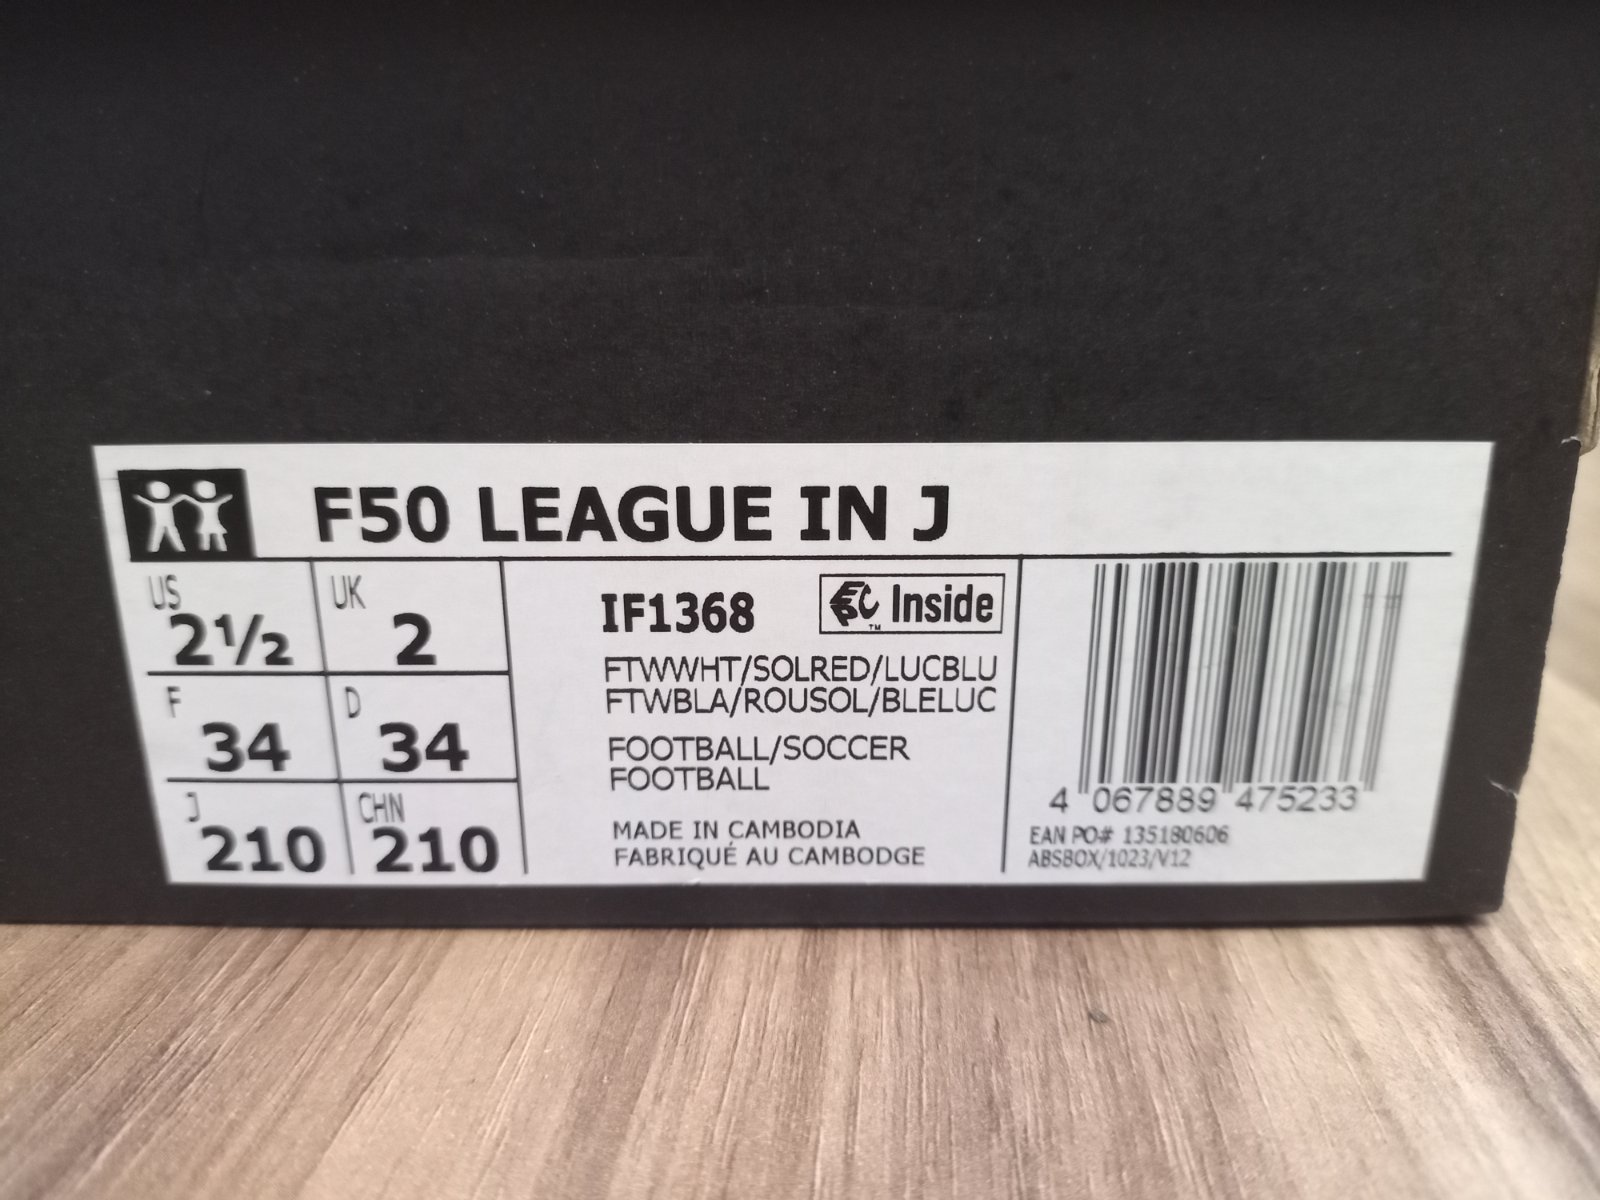 F50 LEAGUE IN J
US
2½
UK
2
F
34
D
34
J
210
CHN
210
IF1368
Inside
TM
FTWWHT/SOLRED/LUCBLU
FTWBLA/ROUSOL/BLELUC
FOOTBALL/SOCCER
FOOTBALL
MADE IN CAMBODIA
FABRIQUÉ AU CAMBODGE
4 067889 475233
EAN PO# 135180606
ABSBOX/1023/V12